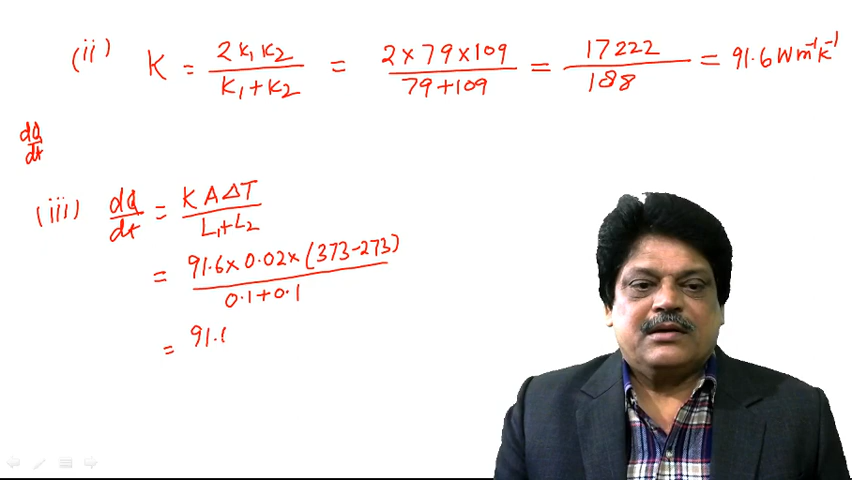 (ii) K = 2K₁K₂/K₁+K₂ = 2×79×109/79+109 = 17222/188 = 91.6 Wm⁻¹K⁻¹
dQ/dt
(iii) dQ/dt = KAΔT/L₁+L₂
= 91.6×0.02×(373-273)/0.1+0.1
= 91.